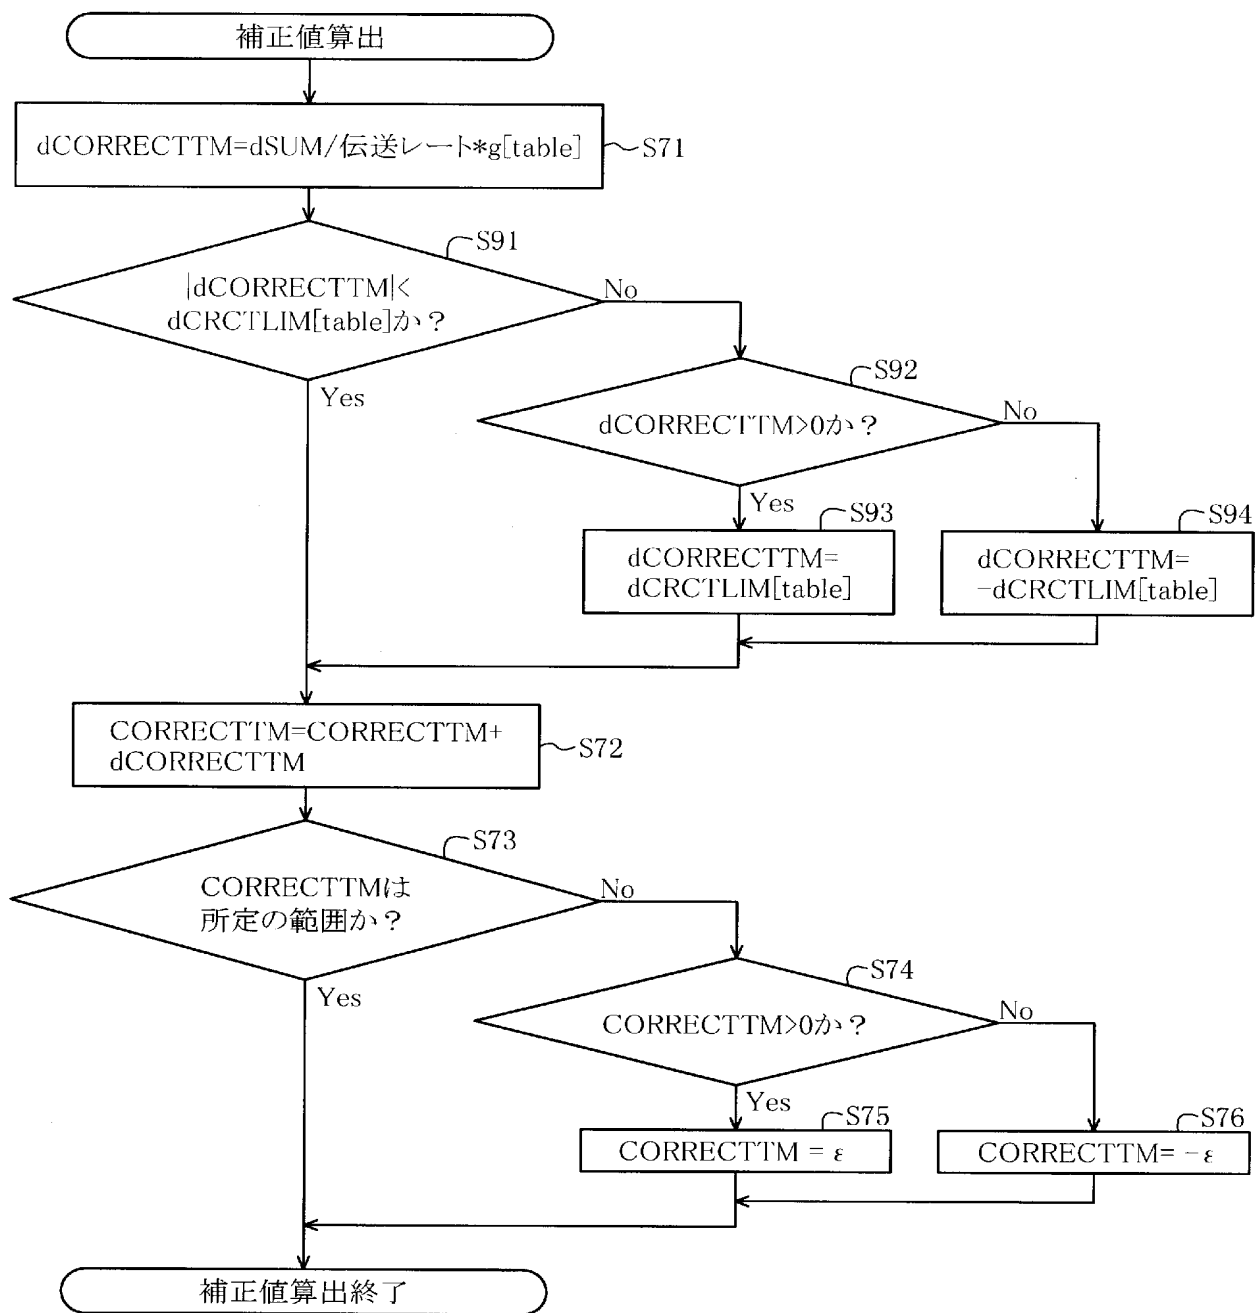 補正値算出
dCORRECTTM=dSUM/伝送レート*g[table]
S71
S91
|dCORRECTTM|<
dCRCTLIM[table]か？
No
Yes
S92
dCORRECTTM>0か？
No
Yes
S93
dCORRECTTM=
dCRCTLIM[table]
S94
dCORRECTTM=
-dCRCTLIM[table]
CORRECTTM=CORRECTTM+
dCORRECTTM
S72
S73
CORRECTTMは
所定の範囲か？
No
Yes
S74
CORRECTTM>0か？
No
Yes
S75
CORRECTTM = ε
S76
CORRECTTM= -ε
補正値算出終了